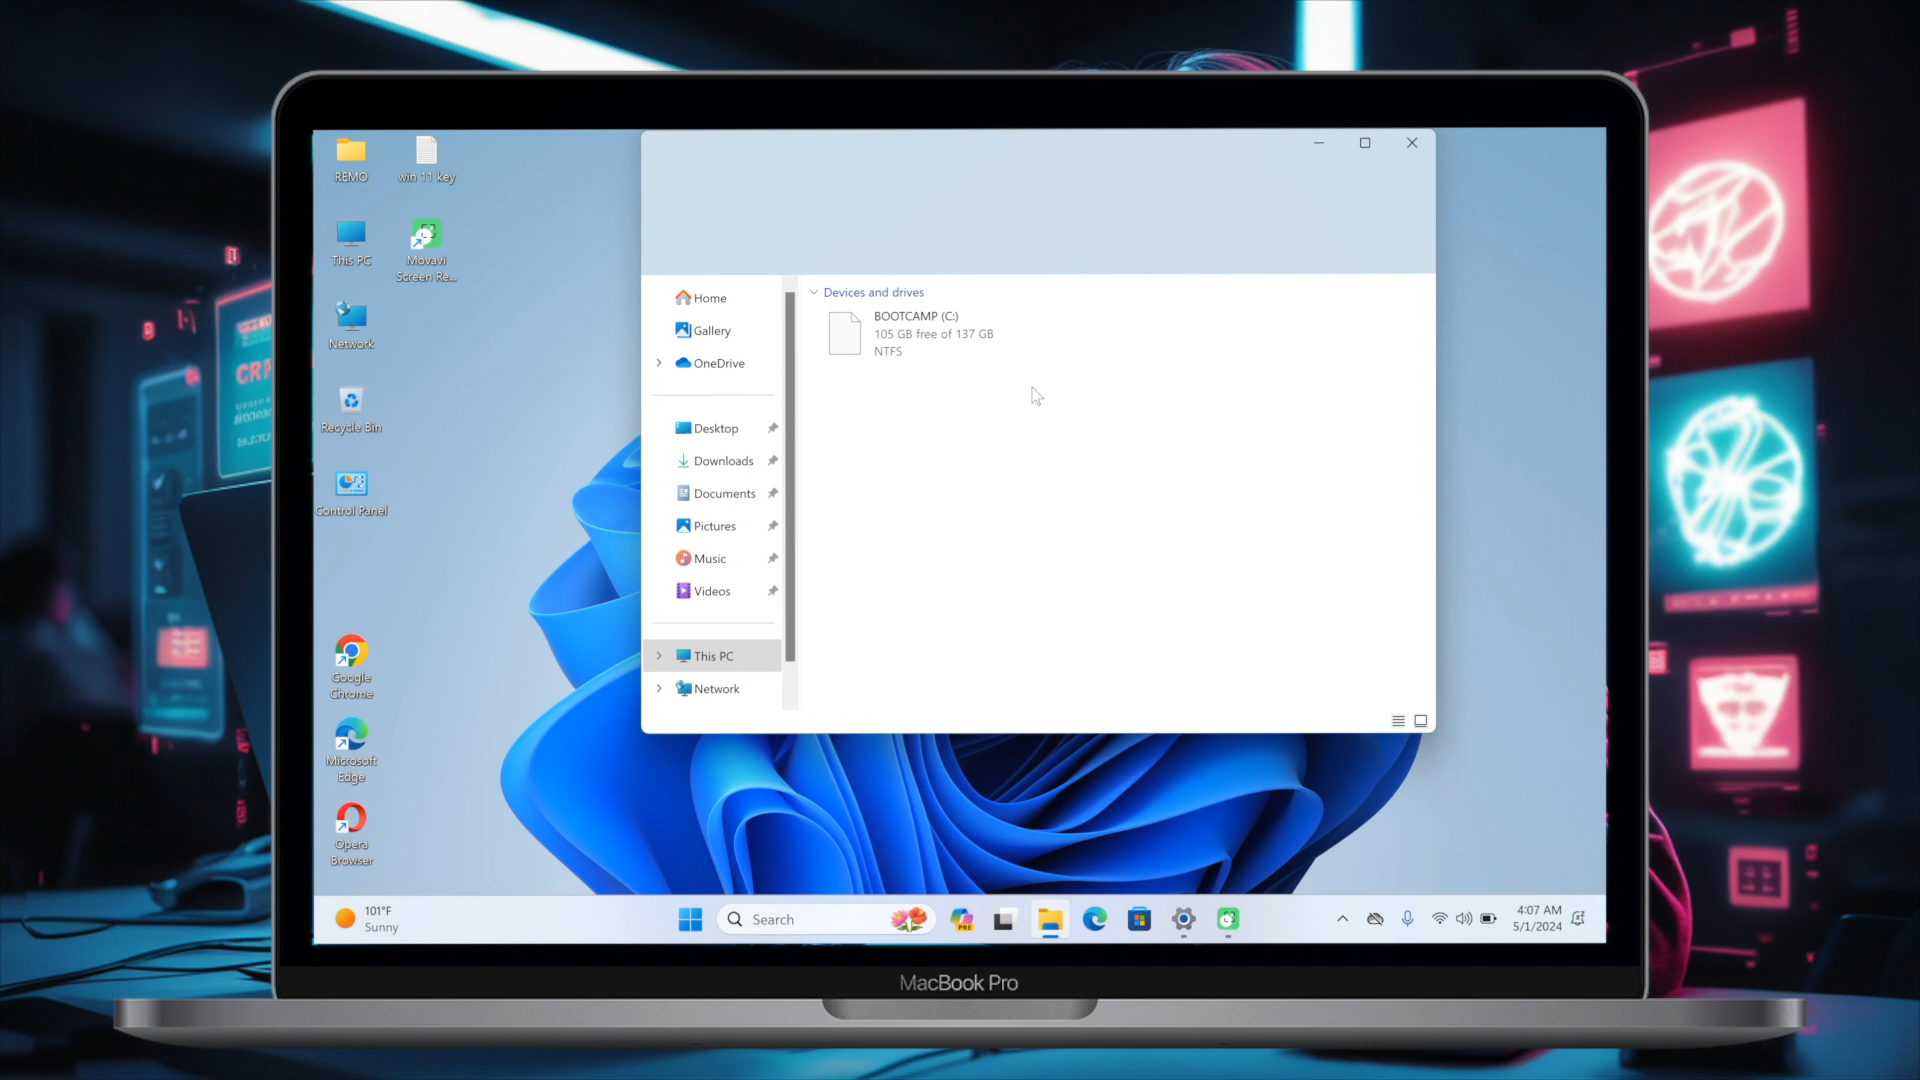 REMO
win 11 key
This PC
Movavi
Screen Re...
Network
Recycle Bin
Control Panel
Google
Chrome
Microsoft
Edge
Opera
Browser
Home
Gallery
OneDrive
Desktop
Downloads
Documents
Pictures
Music
Videos
This PC
Network
Devices and drives
BOOTCAMP (C:)
105 GB free of 137 GB
NTFS
101°F
Sunny
Search
PRE
4:07 AM
5/1/2024
MacBook Pro